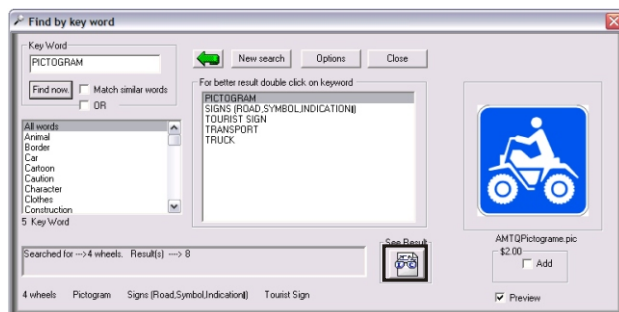 Find by key word
Key Word
PICTOGRAM
Find now.
Match similar words
OR
New search
Options
Close
For better result double click on keyword
PICTOGRAM
SIGNS (ROAD,SYMBOL,INDICATION||)
TOURIST SIGN
TRANSPORT
TRUCK
All words
Animal
Border
Car
Cartoon
Caution
Character
Clothes
Construction
5 Key Word
Searched for --->4 wheels. Result(s) ----> 8
See Result
AMTQPictograme.pic
$2.00
Add
4 wheels Pictogram Signs (Road,Symbol,Indication||) Tourist Sign
Preview